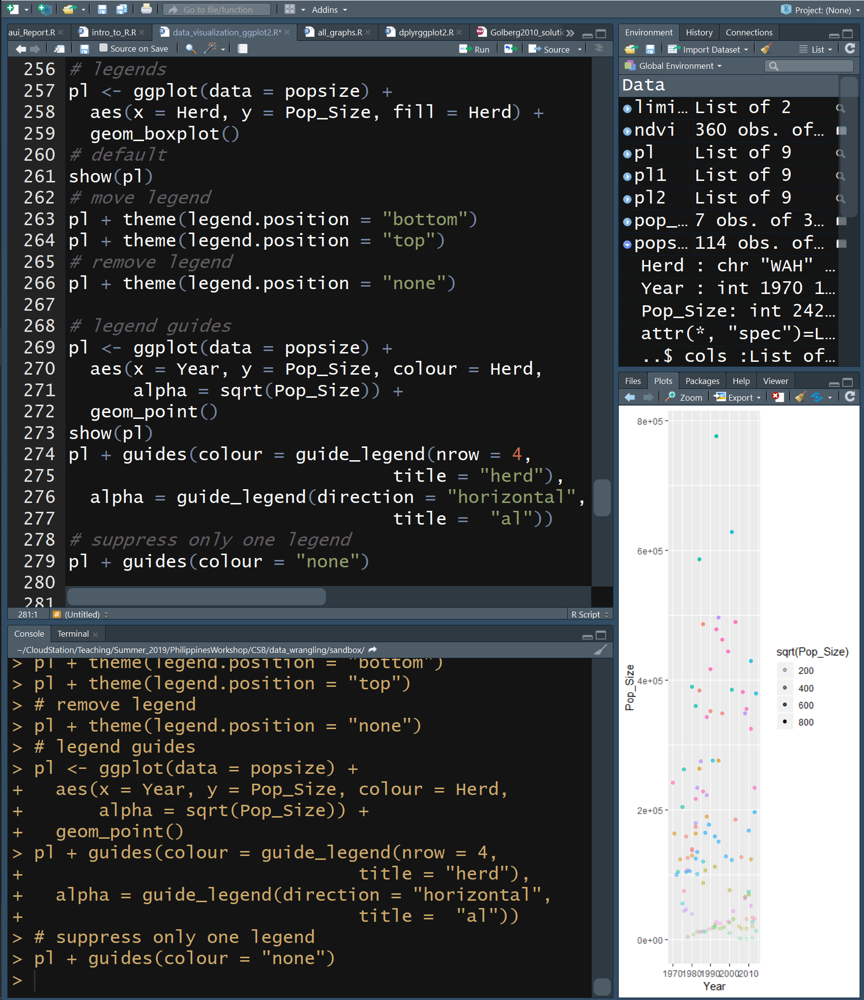 Go to file/function
Addins
Project: (None)
aui_Report.R
intro_to_R.R
data_visualization_ggplot2.R*
all_graphs.R
dplyrggplot2.R
Golberg2010_soluti
Source on Save
Run
Source
256 # legends
257 pl <- ggplot(data = popsize) +
258   aes(x = Herd, y = Pop_Size, fill = Herd) +
259   geom_boxplot()
260 # default
261 show(pl)
262 # move legend
263 pl + theme(legend.position = "bottom")
264 pl + theme(legend.position = "top")
265 # remove legend
266 pl + theme(legend.position = "none")
267
268 # legend guides
269 pl <- ggplot(data = popsize) +
270   aes(x = Year, y = Pop_Size, colour = Herd,
271       alpha = sqrt(Pop_Size)) +
272   geom_point()
273 show(pl)
274 pl + guides(colour = guide_legend(nrow = 4,
275                               title = "herd"),
276   alpha = guide_legend(direction = "horizontal",
277                               title =  "al"))
278 # suppress only one legend
279 pl + guides(colour = "none")
280
281
281:1
# (Untitled)
R Script
Console
Terminal
~/CloudStation/Teaching/Summer_2019/PhilippinesWorkshop/CSB/data_wrangling/sandbox/
> pl + theme(legend.position = "bottom")
> pl + theme(legend.position = "top")
> # remove legend
> pl + theme(legend.position = "none")
> # legend guides
> pl <- ggplot(data = popsize) +
+   aes(x = Year, y = Pop_Size, colour = Herd,
+       alpha = sqrt(Pop_Size)) +
+   geom_point()
> pl + guides(colour = guide_legend(nrow = 4,
+                               title = "herd"),
+   alpha = guide_legend(direction = "horizontal",
+                               title =  "al"))
> # suppress only one legend
> pl + guides(colour = "none")
>
Environment
History
Connections
Import Dataset
List
Global Environment
Data
limi… List of 2
ndvi 360 obs. of…
pl List of 9
pl1 List of 9
pl2 List of 9
pop_… 7 obs. of 3…
pops… 114 obs. of…
Herd : chr "WAH" …
Year : int 1970 1…
Pop_Size: int 242…
attr(*, "spec")=L…
..$ cols :List of…
Files
Plots
Packages
Help
Viewer
Zoom
Export
8e+05
6e+05
4e+05
2e+05
0e+00
Pop_Size
1970
1980
1990
2000
2010
Year
sqrt(Pop_Size)
200
400
600
800